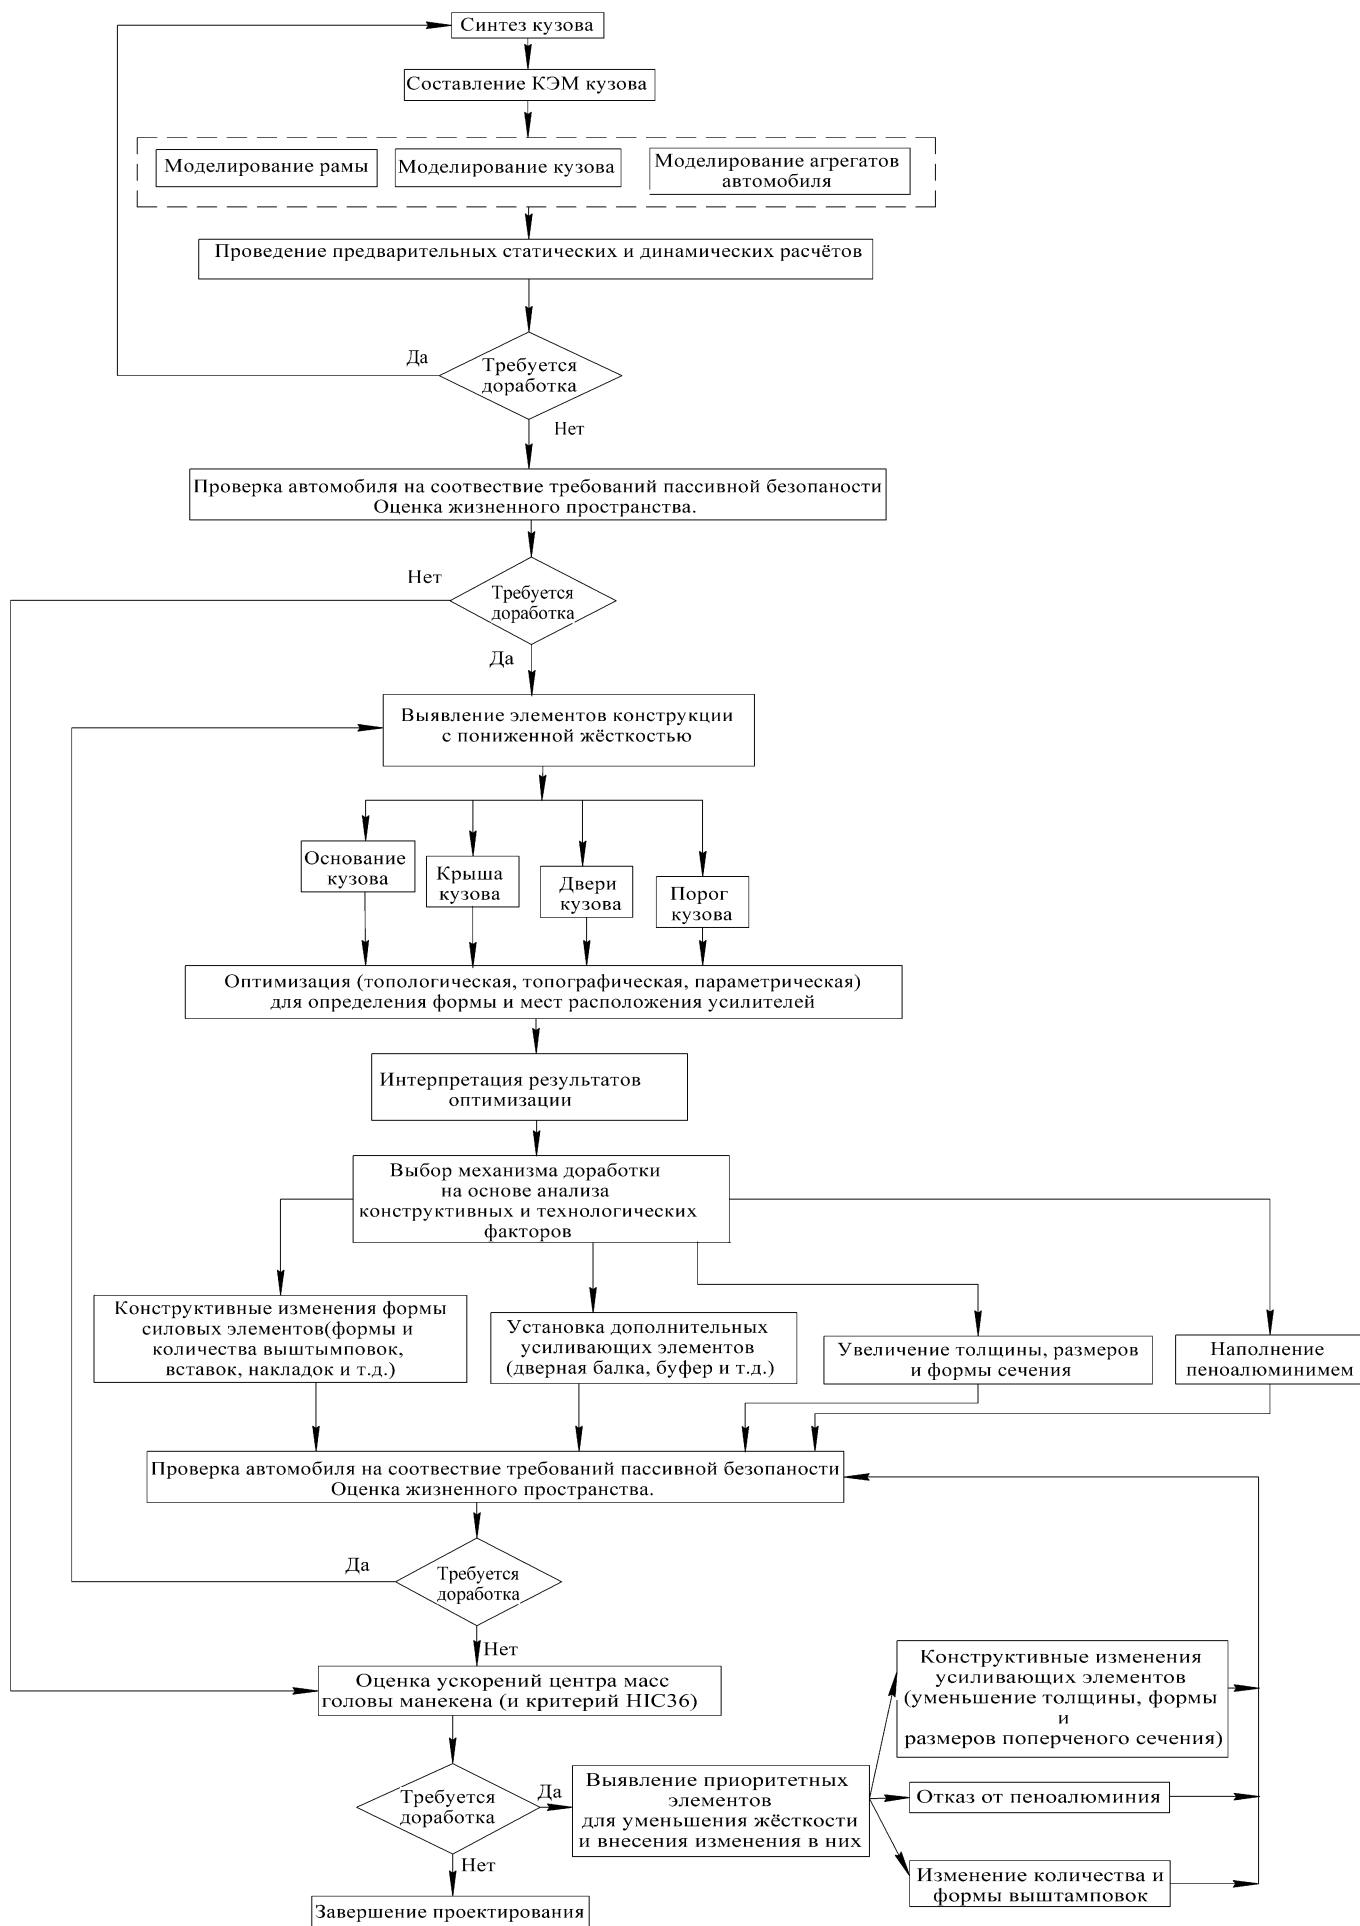 Синтез кузова
Составление КЭМ кузова
Моделирование рамы
Моделирование кузова
Моделирование агрегатов
автомобиля
Проведение предварительных статических и динамических расчётов
Да
Требуется
доработка
Нет
Проверка автомобиля на соотвествие требований пассивной безопаности
Оценка жизненного пространства.
Нет
Требуется
доработка
Да
Выявление элементов конструкции
с пониженной жёсткостью
Основание
кузова
Крыша
кузова
Двери
кузова
Порог
кузова
Оптимизация (топологическая, топографическая, параметрическая)
для определения формы и мест расположения усилителей
Интерпретация результатов
оптимизации
Выбор механизма доработки
на основе анализа
конструктивных и технологических
факторов
Конструктивные изменения формы
силовых элементов(формы и
количества выштымповок,
вставок, накладок и т.д.)
Установка дополнительных
усиливающих элементов
(дверная балка, буфер и т.д.)
Увеличение толщины, размеров
и формы сечения
Наполнение
пеноалюминимем
Проверка автомобиля на соотвествие требований пассивной безопаности
Оценка жизненного пространства.
Да
Требуется
доработка
Нет
Оценка ускорений центра масс
головы манекена (и критерий HIC36)
Требуется
доработка
Да
Нет
Выявление приоритетных
элементов
для уменьшения жёсткости
и внесения изменения в них
Конструктивные изменения
усиливающих элементов
(уменьшение толщины, формы
и
размеров поперченого сечения)
Отказ от пеноалюминия
Изменение количества и
формы выштамповок
Завершение проектирования